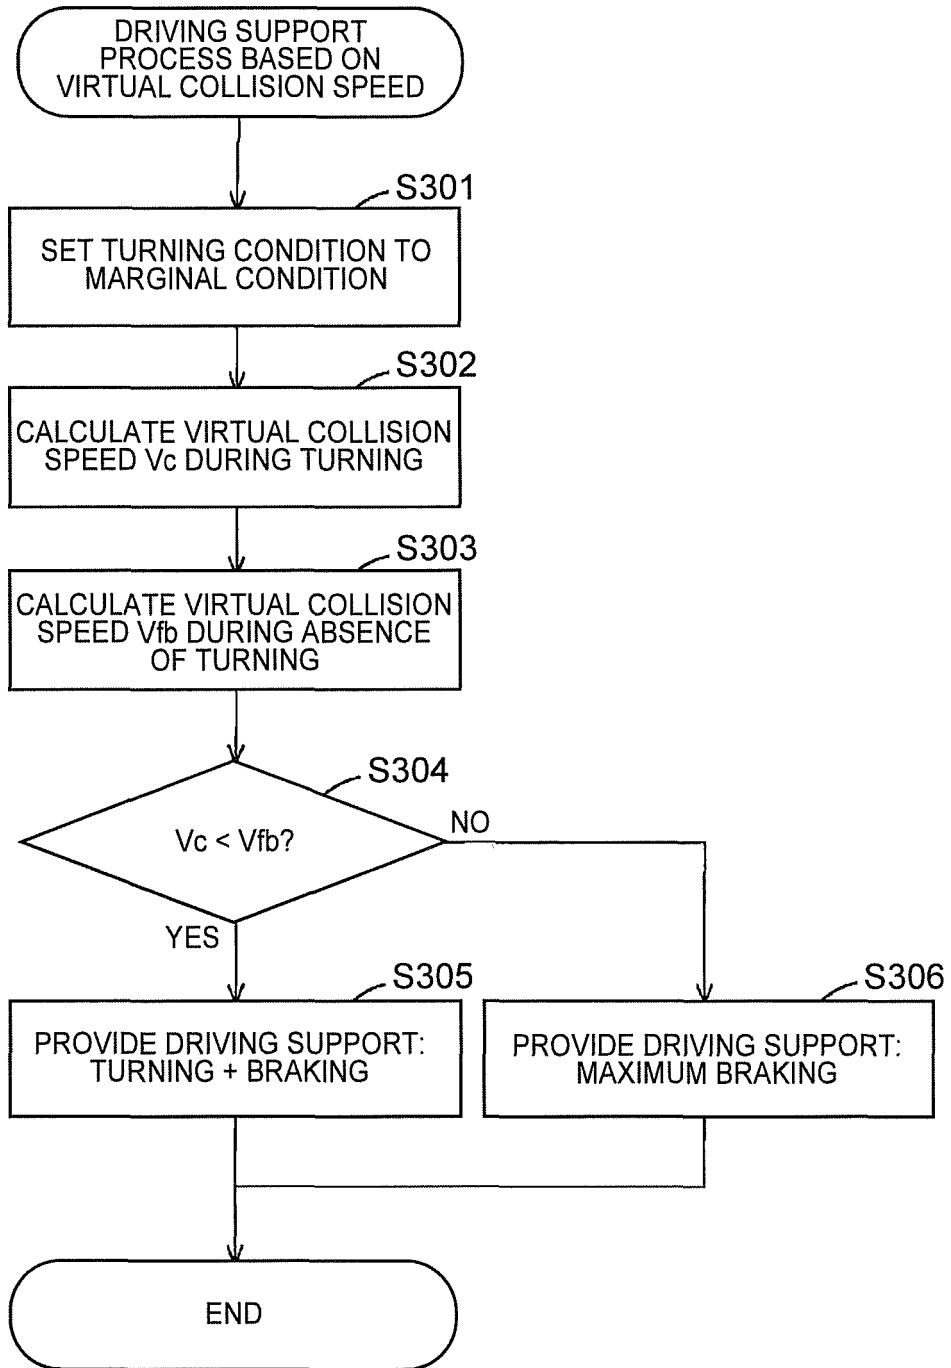 DRIVING SUPPORT
PROCESS BASED ON
VIRTUAL COLLISION SPEED
S301
SET TURNING CONDITION TO
MARGINAL CONDITION
S302
CALCULATE VIRTUAL COLLISION
SPEED Vc DURING TURNING
S303
CALCULATE VIRTUAL COLLISION
SPEED Vfb DURING ABSENCE
OF TURNING
S304
Vc < Vfb?
NO
YES
S305
PROVIDE DRIVING SUPPORT:
TURNING + BRAKING
S306
PROVIDE DRIVING SUPPORT:
MAXIMUM BRAKING
END